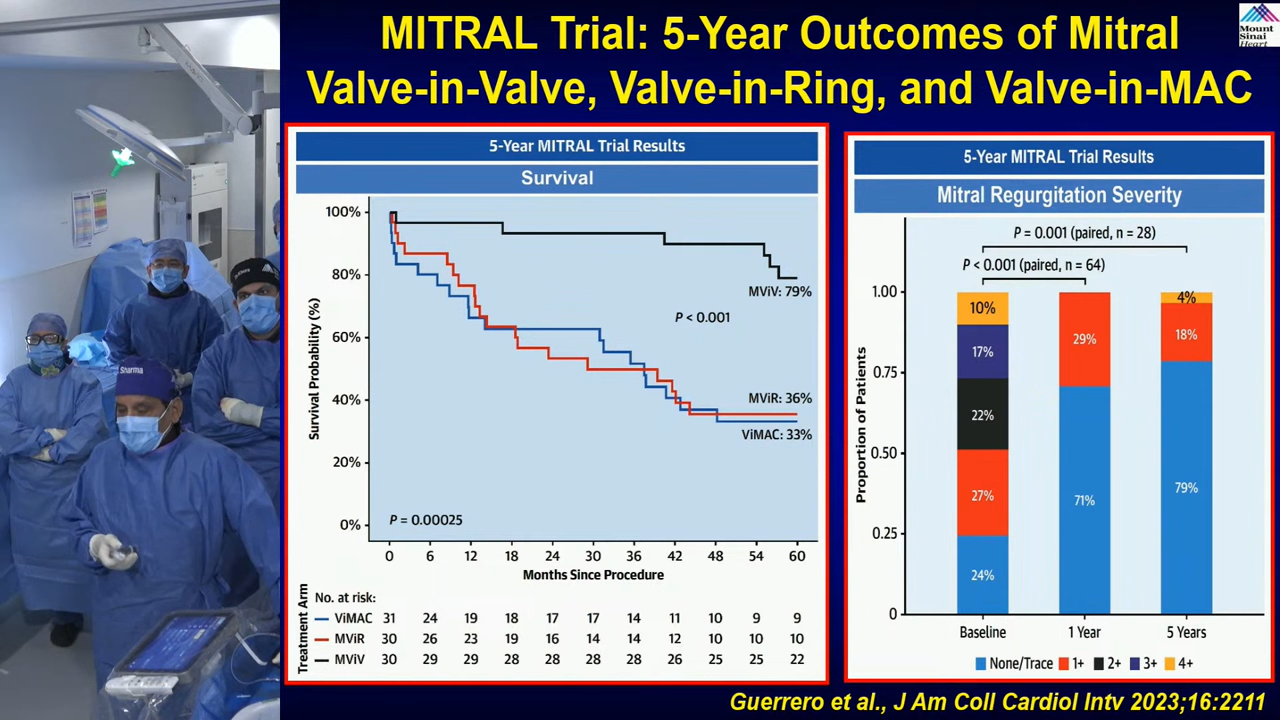 MITRAL Trial: 5-Year Outcomes of Mitral
Valve-in-Valve, Valve-in-Ring, and Valve-in-MAC
Mount
Sinai
Heart
5-Year MITRAL Trial Results
Survival
Survival Probability (%)
100%
80%
60%
40%
20%
0%
MViV: 79%
P < 0.001
MViR: 36%
ViMAC: 33%
P = 0.00025
0 6 12 18 24 30 36 42 48 54 60
Months Since Procedure
Treatment Arm
No. at risk:
ViMAC 31 24 19 18 17 17 14 11 10 9 9
MViR 30 26 23 19 16 14 14 12 10 10 10
MViV 30 29 29 28 28 28 28 26 25 25 22
5-Year MITRAL Trial Results
Mitral Regurgitation Severity
P = 0.001 (paired, n = 28)
P < 0.001 (paired, n = 64)
Proportion of Patients
1.00
0.75
0.50
0.25
0
10%
17%
22%
27%
24%
29%
71%
4%
18%
79%
Baseline 1 Year 5 Years
None/Trace 1+ 2+ 3+ 4+
Guerrero et al., J Am Coll Cardiol Intv 2023;16:2211
Sharma